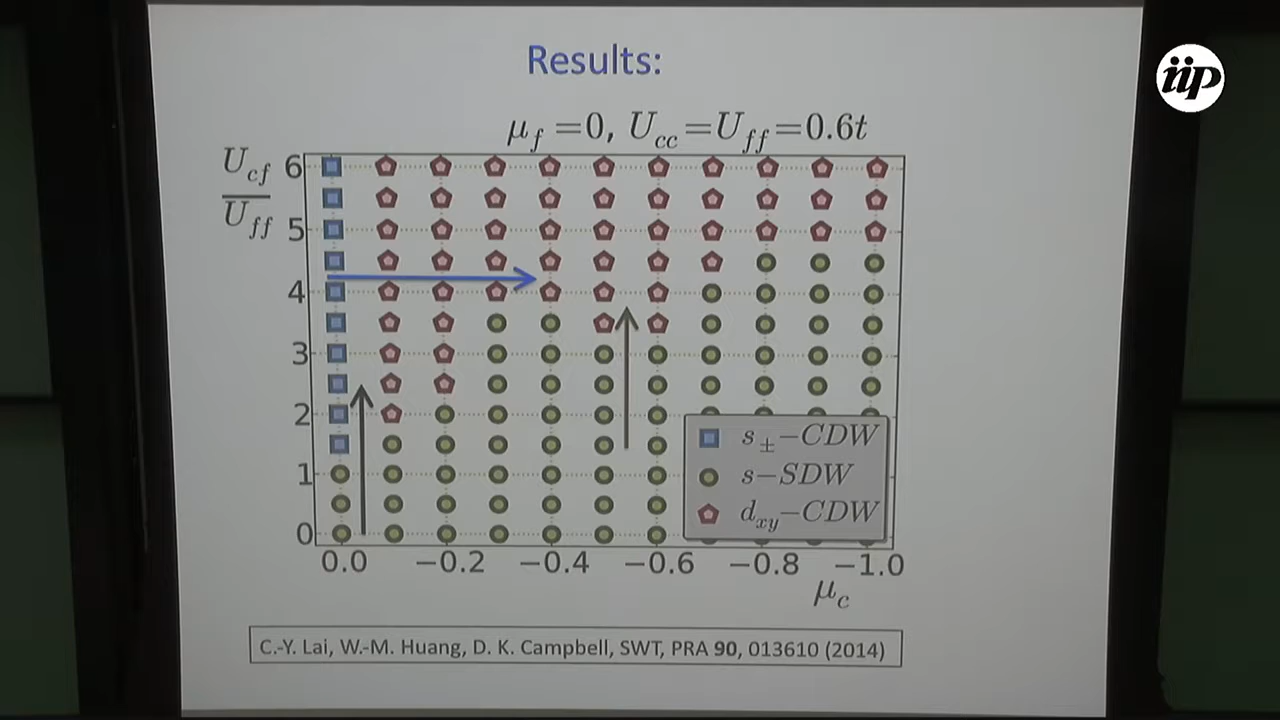 Results:
iip
μ_f=0, U_cc=U_ff=0.6t
U_cf
U_ff
6
5
4
3
2
1
0
s±−CDW
s−SDW
d_xy−CDW
0.0 −0.2 −0.4 −0.6 −0.8 −1.0
μ_c
C.-Y. Lai, W.-M. Huang, D. K. Campbell, SWT, PRA 90, 013610 (2014)